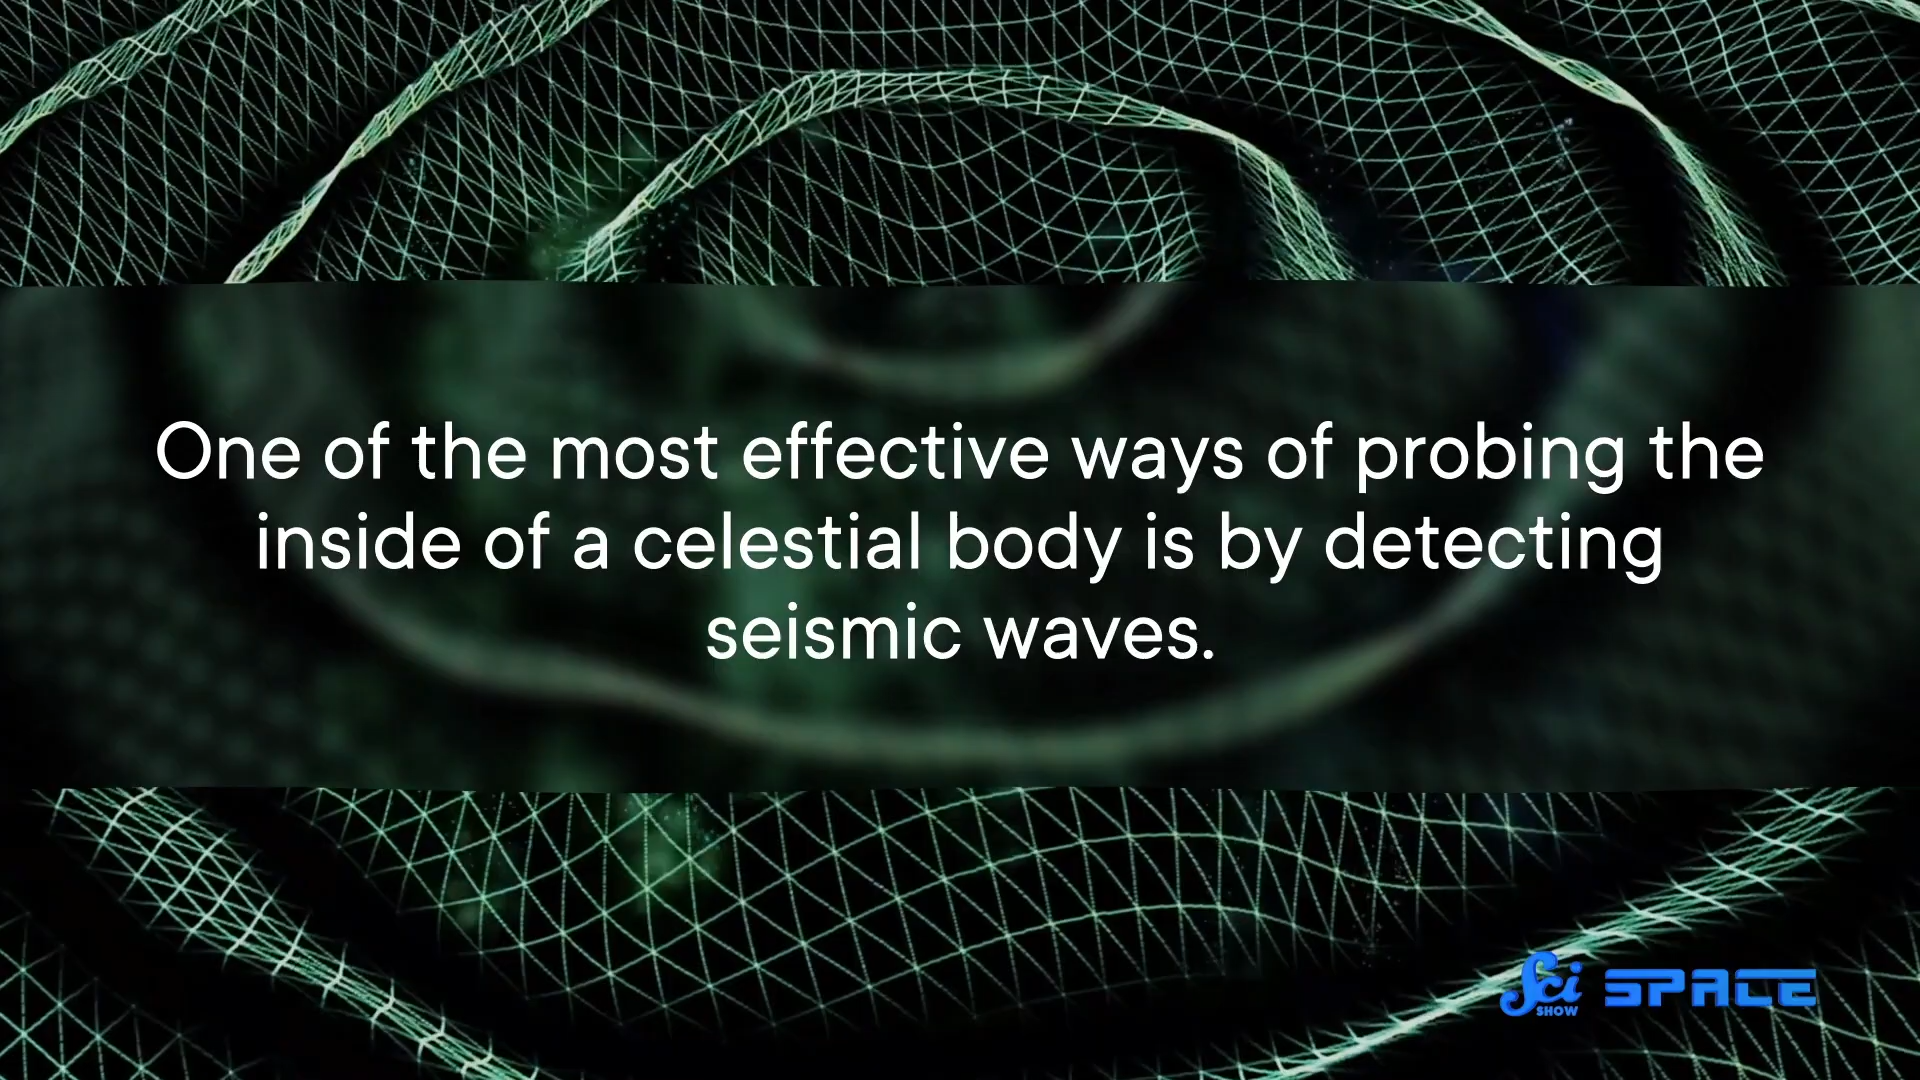 One of the most effective ways of probing the
inside of a celestial body is by detecting
seismic waves.
Sci SPACE
SHOW